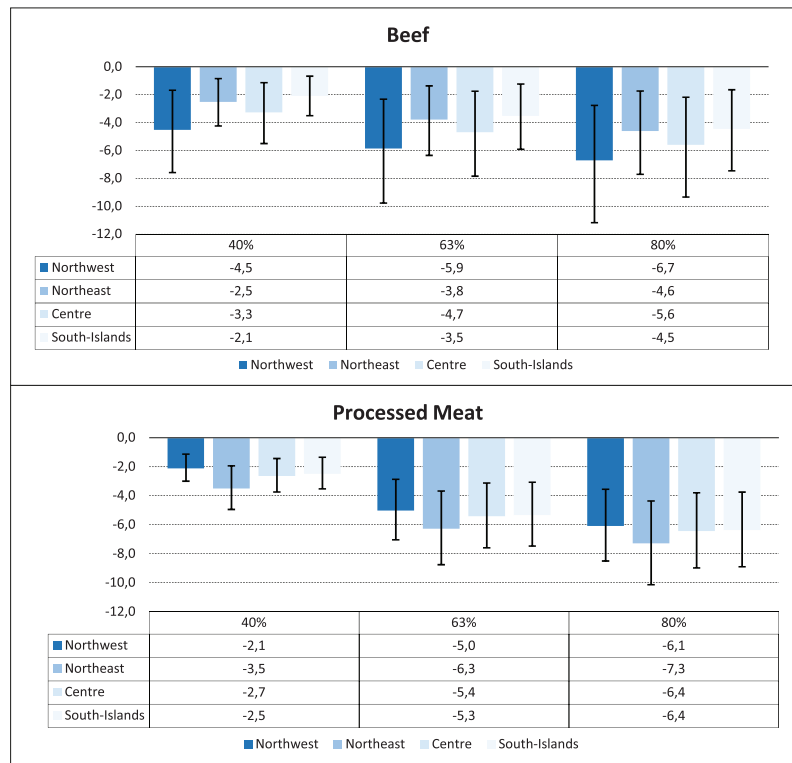 Beef
0,0
-2,0
-4,0
-6,0
-8,0
-10,0
-12,0
40% 63% 80%
Northwest -4,5 -5,9 -6,7
Northeast -2,5 -3,8 -4,6
Centre -3,3 -4,7 -5,6
South-Islands -2,1 -3,5 -4,5
Northwest Northeast Centre South-Islands
Processed Meat
0,0
-2,0
-4,0
-6,0
-8,0
-10,0
-12,0
40% 63% 80%
Northwest -2,1 -5,0 -6,1
Northeast -3,5 -6,3 -7,3
Centre -2,7 -5,4 -6,4
South-Islands -2,5 -5,3 -6,4
Northwest Northeast Centre South-Islands